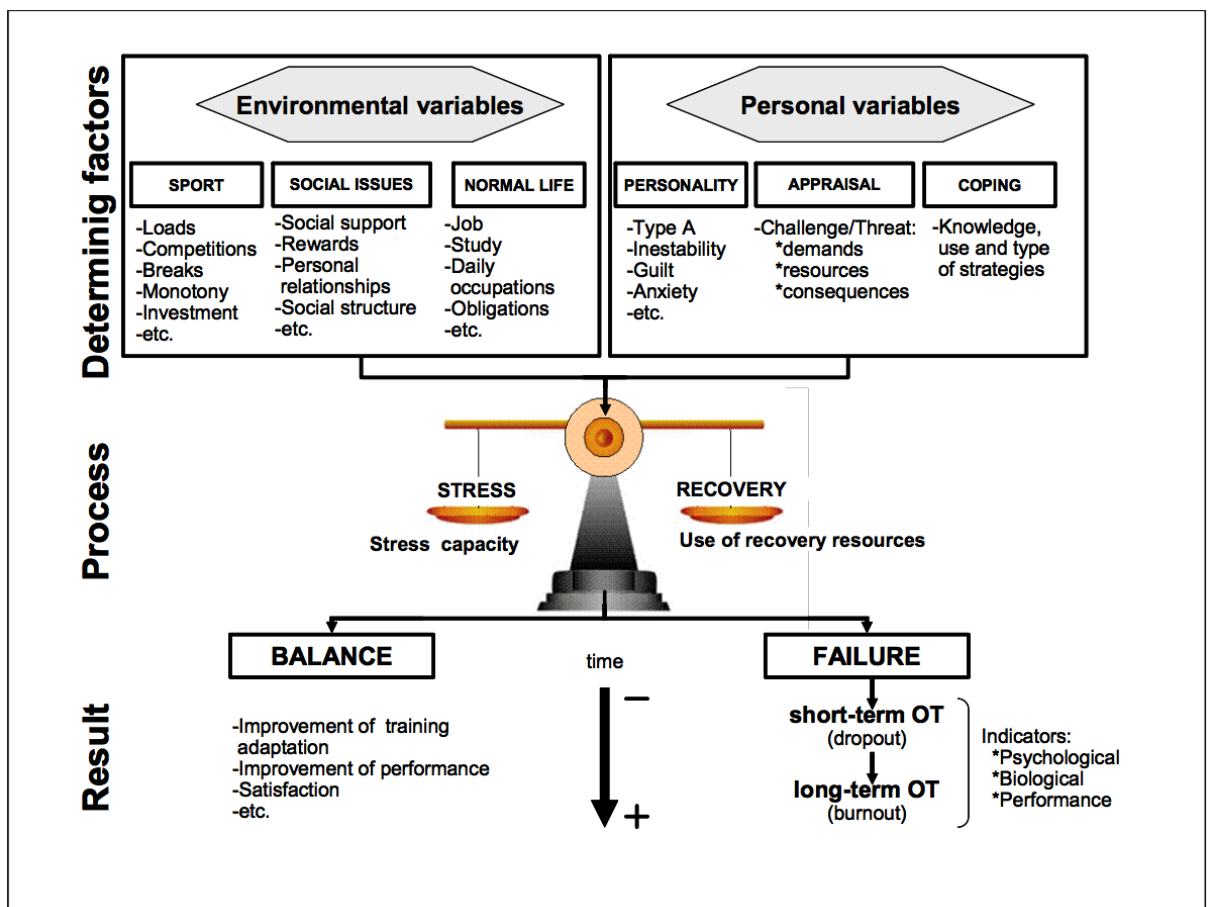 Determinig factors
Environmental variables
SPORT
-Loads
-Competitions
-Breaks
-Monotony
-Investment
-etc.
SOCIAL ISSUES
-Social support
-Rewards
-Personal
relationships
-Social structure
-etc.
NORMAL LIFE
-Job
-Study
-Daily
occupations
-Obligations
-etc.
Personal variables
PERSONALITY
-Type A
-Inestability
-Guilt
-Anxiety
-etc.
APPRAISAL
-Challenge/Threat:
*demands
*resources
*consequences
COPING
-Knowledge,
use and type
of strategies
Process
STRESS
Stress capacity
RECOVERY
Use of recovery resources
Result
BALANCE
-Improvement of training
adaptation
-Improvement of performance
-Satisfaction
-etc.
time
−
+
FAILURE
short-term OT
(dropout)
long-term OT
(burnout)
Indicators:
*Psychological
*Biological
*Performance